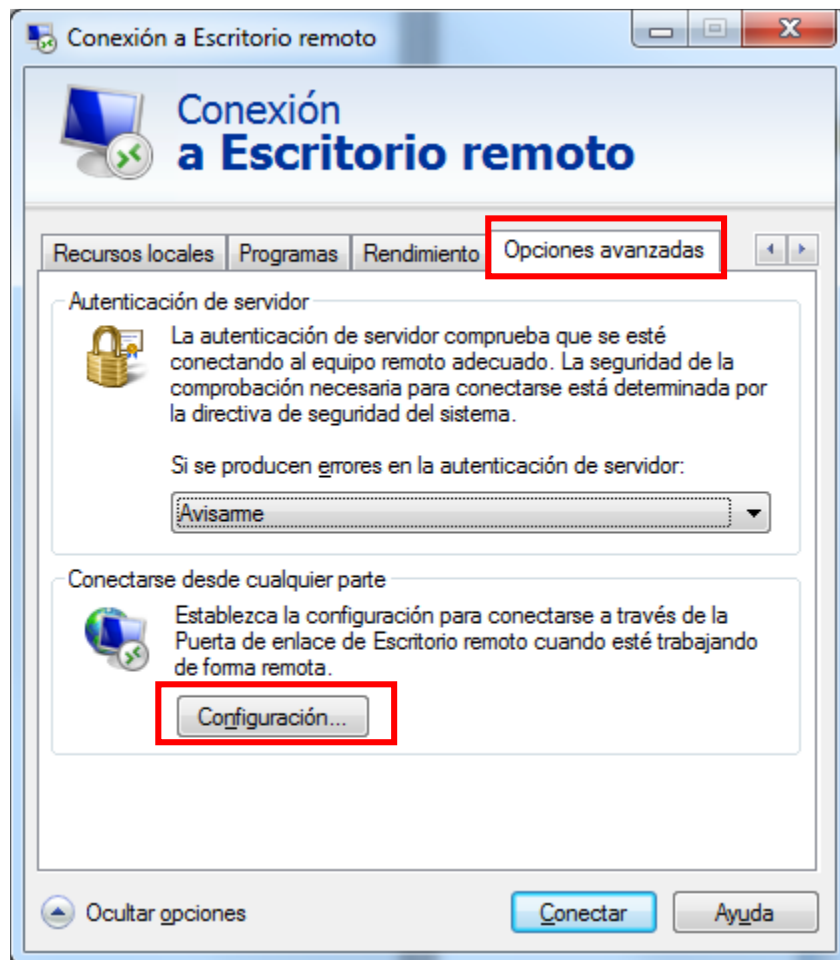 Conexión a Escritorio remoto
Conexión
a Escritorio remoto
Recursos locales
Programas
Rendimiento
Opciones avanzadas
Autenticación de servidor
La autenticación de servidor comprueba que se esté
conectando al equipo remoto adecuado. La seguridad de la
comprobación necesaria para conectarse está determinada por
la directiva de seguridad del sistema.
Si se producen errores en la autenticación de servidor:
Avisarme
Conectarse desde cualquier parte
Establezca la configuración para conectarse a través de la
Puerta de enlace de Escritorio remoto cuando esté trabajando
de forma remota.
Configuración...
Ocultar opciones
Conectar
Ayuda